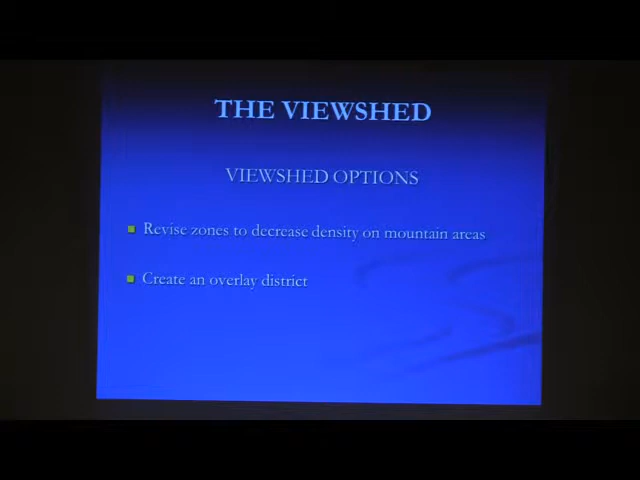 THE VIEWSHED
VIEWSHED OPTIONS
Revise zones to decrease density on mountain areas
Create an overlay district